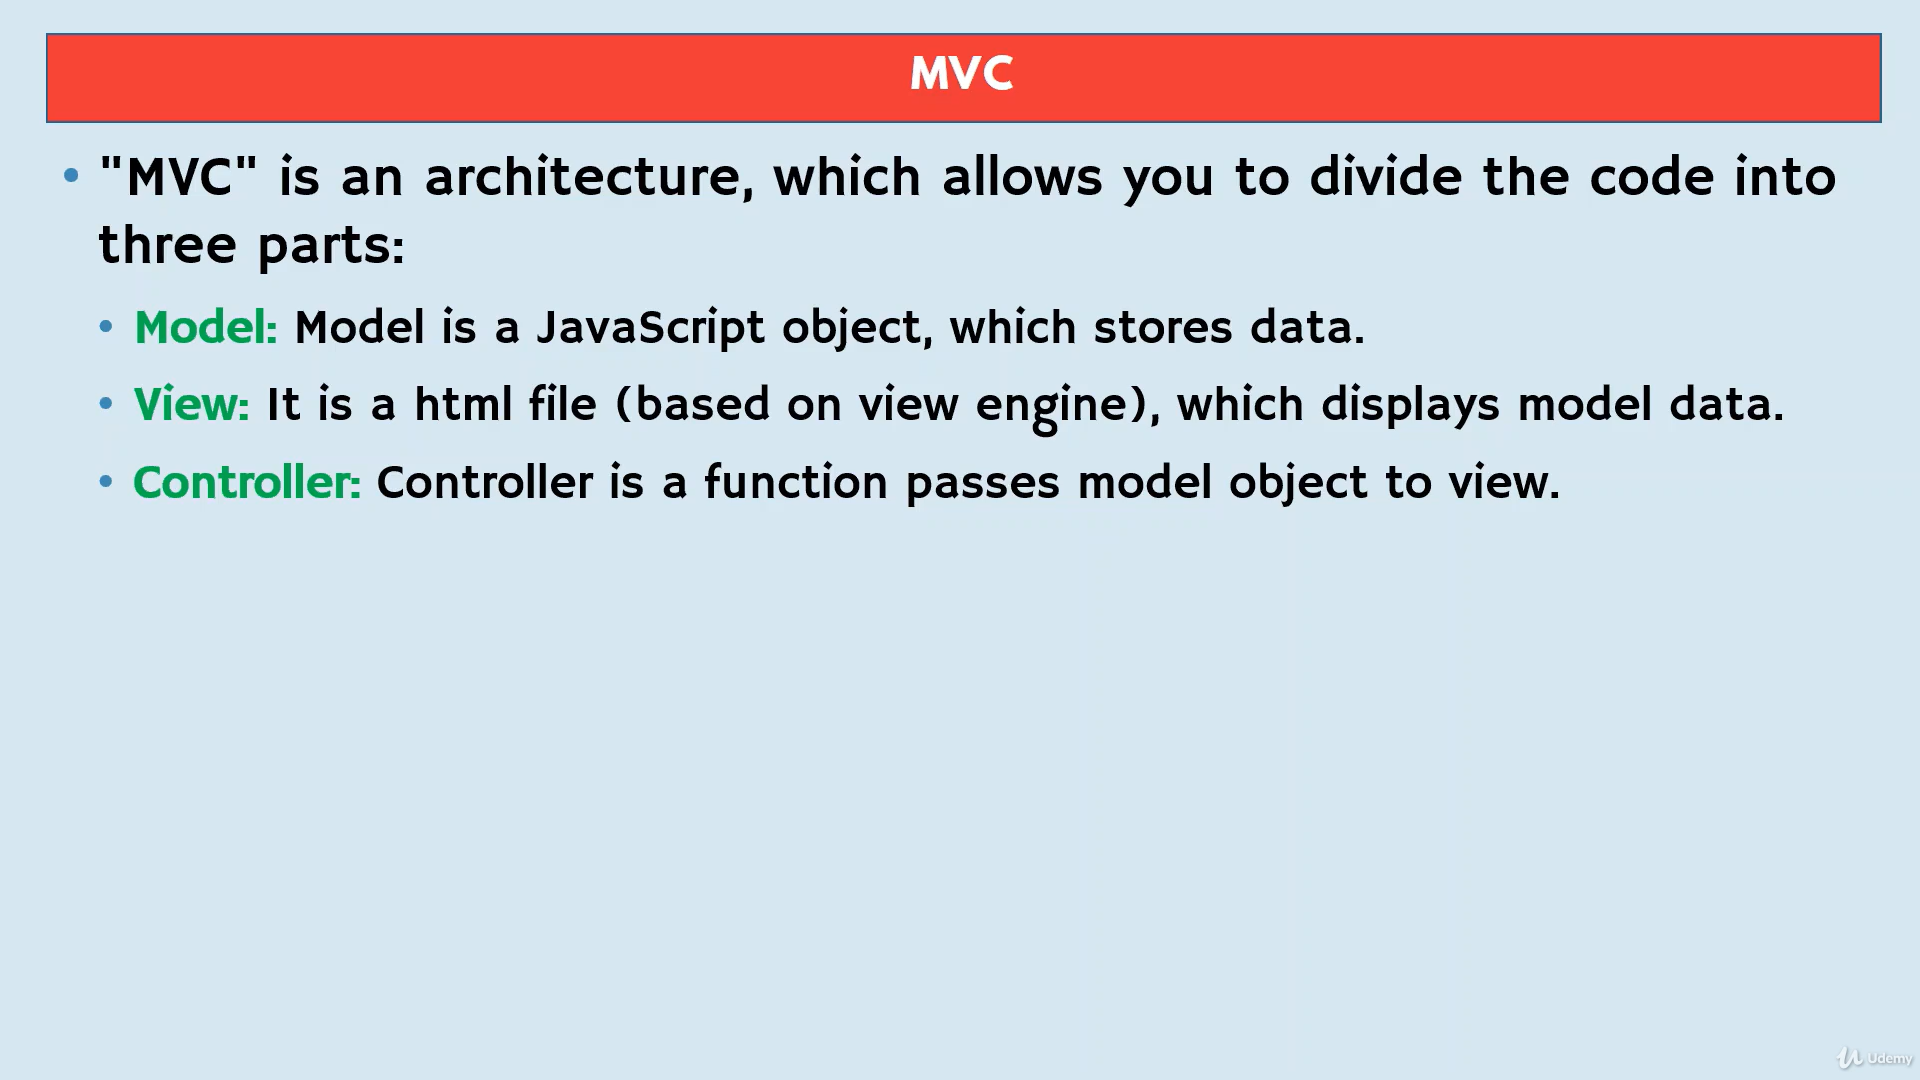 MVC
• "MVC" is an architecture, which allows you to divide the code into
three parts:
• Model: Model is a JavaScript object, which stores data.
• View: It is a html file (based on view engine), which displays model data.
• Controller: Controller is a function passes model object to view.
Udemy